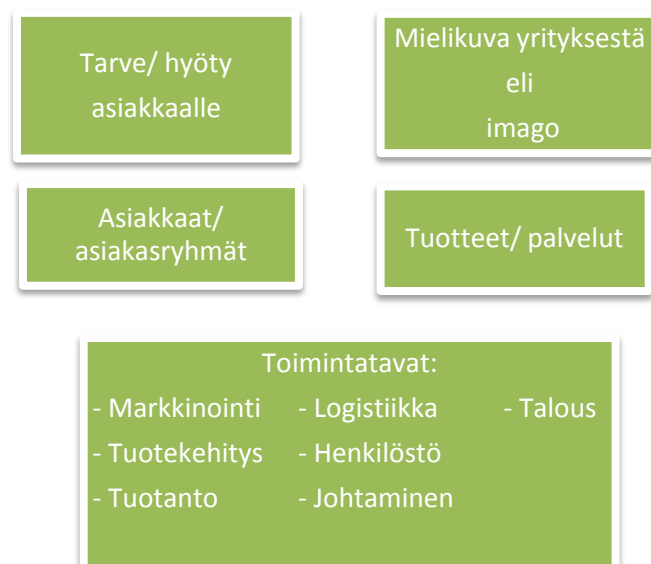 Tarve/ hyöty
asiakkaalle
Mielikuva yrityksestä
eli
imago
Asiakkaat/
asiakasryhmät
Tuotteet/ palvelut
Toimintatavat:
- Markkinointi - Logistiikka - Talous
- Tuotekehitys - Henkilöstö
- Tuotanto - Johtaminen